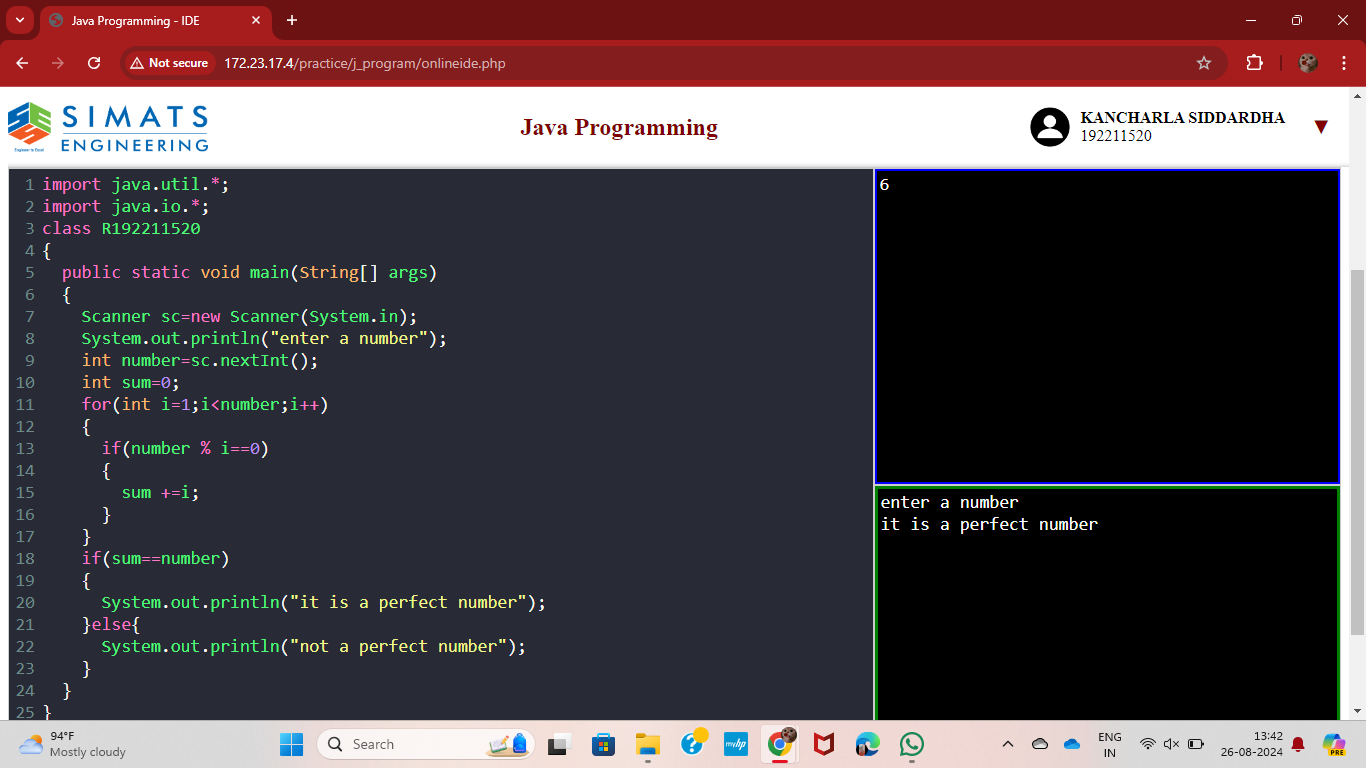 Java Programming - IDE
Not secure
172.23.17.4/practice/j_program/onlineide.php
SIMATS
ENGINEERING
Engineer to Excel
Java Programming
KANCHARLA SIDDARDHA
192211520
1 import java.util.*;
2 import java.io.*;
3 class R192211520
4 {
5 public static void main(String[] args)
6 {
7 Scanner sc=new Scanner(System.in);
8 System.out.println("enter a number");
9 int number=sc.nextInt();
10 int sum=0;
11 for(int i=1;i<number;i++)
12 {
13 if(number % i==0)
14 {
15 sum +=i;
16 }
17 }
18 if(sum==number)
19 {
20 System.out.println("it is a perfect number");
21 }else{
22 System.out.println("not a perfect number");
23 }
24 }
25 }
6
enter a number
it is a perfect number
94°F
Mostly cloudy
Search
myhp
ENG
IN
13:42
26-08-2024
PRE